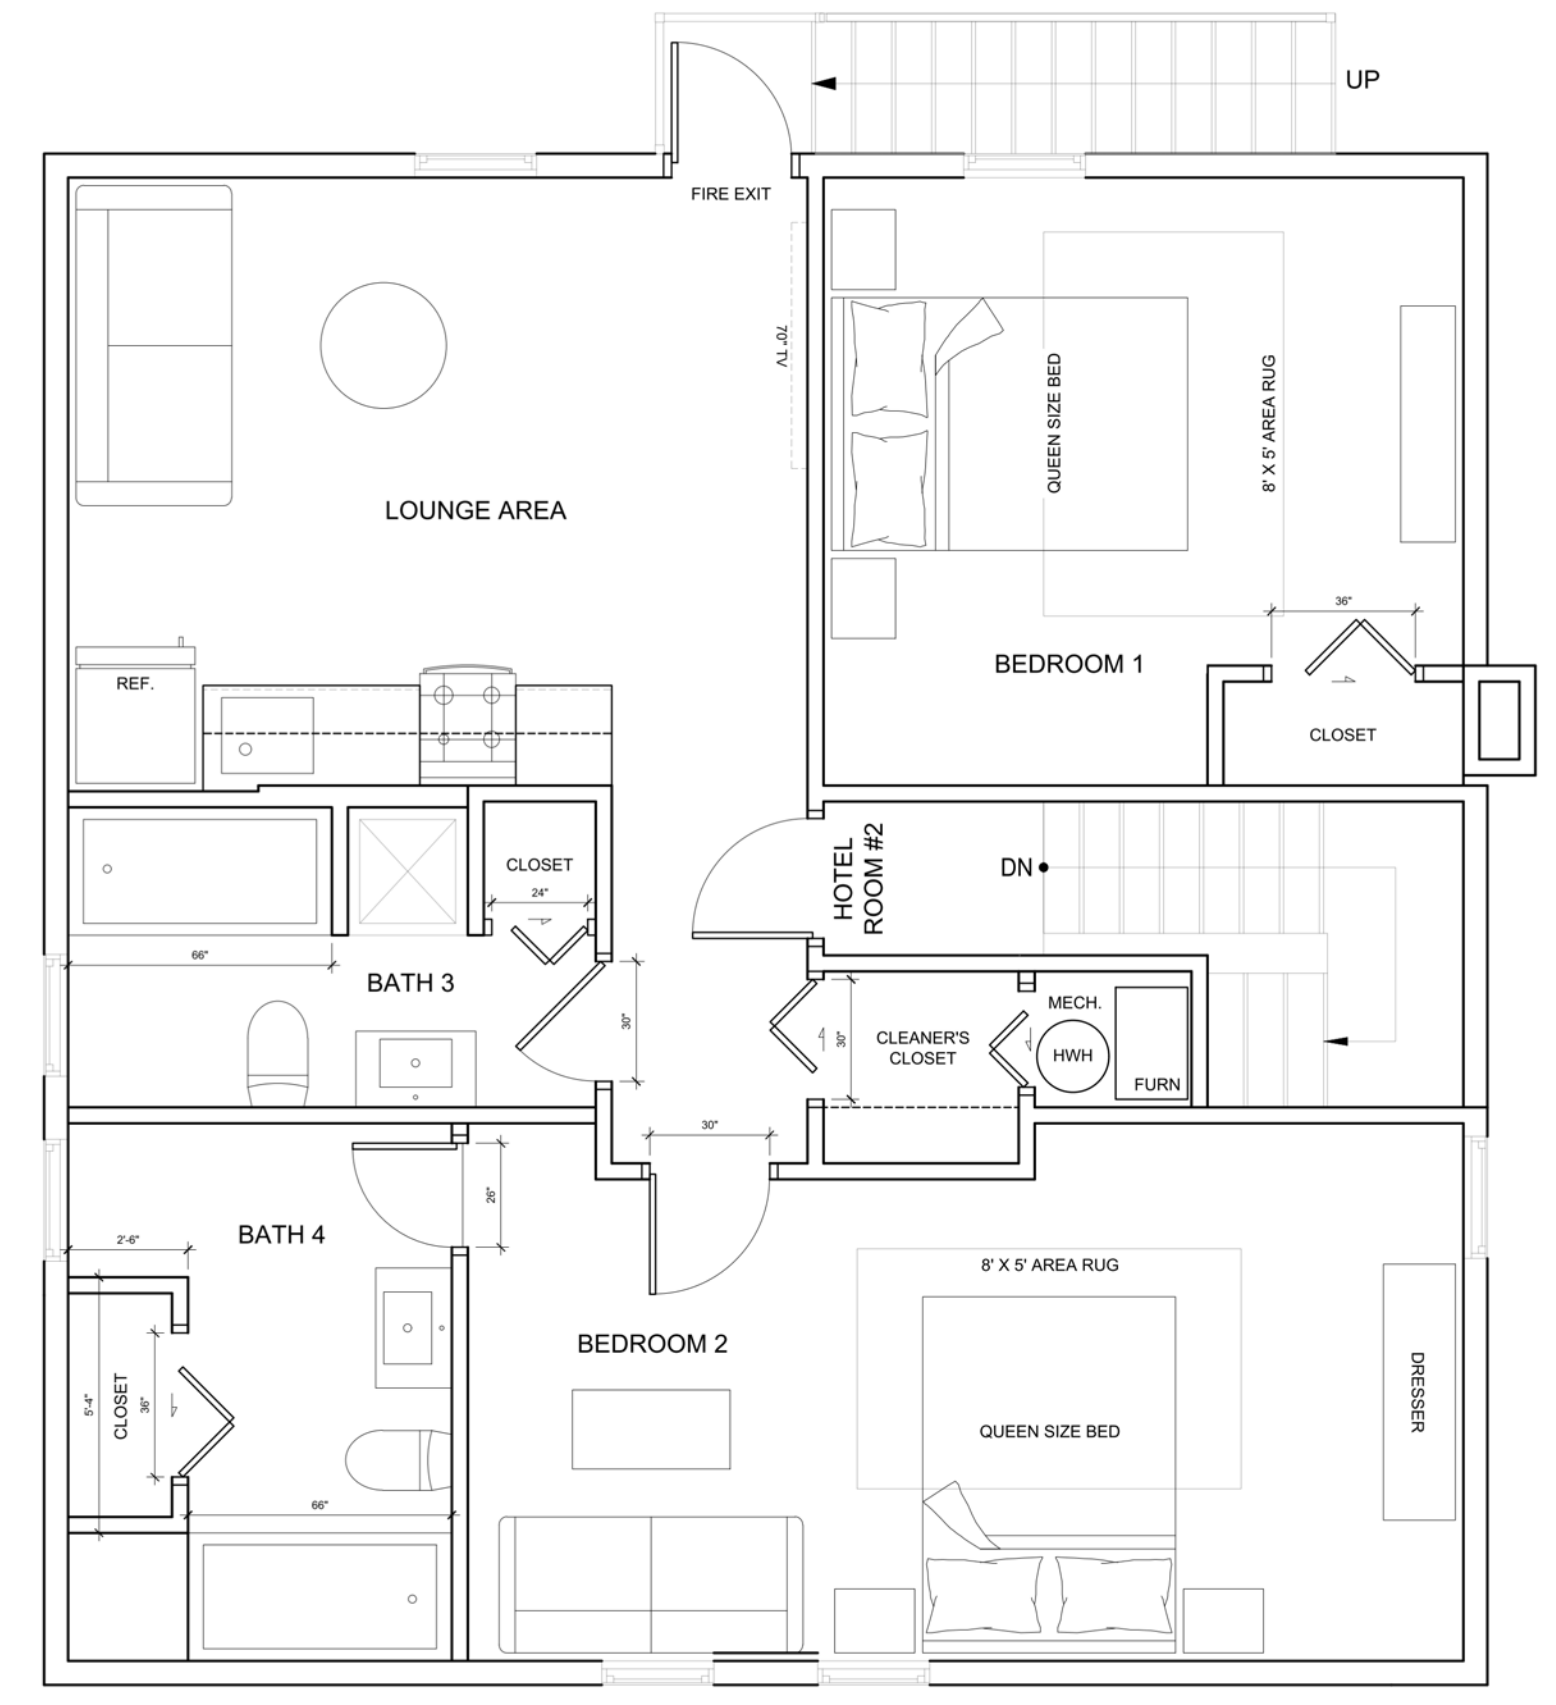 UP
FIRE EXIT
70" TV
QUEEN SIZE BED
8' X 5' AREA RUG
LOUNGE AREA
36"
BEDROOM 1
REF.
CLOSET
HOTEL
ROOM #2
CLOSET
DN
24"
66"
BATH 3
30"
30"
CLEANER'S
CLOSET
MECH.
HWH
FURN
30"
26"
BATH 4
2'-6"
8' X 5' AREA RUG
BEDROOM 2
5'-4"
CLOSET
36"
DRESSER
QUEEN SIZE BED
66"